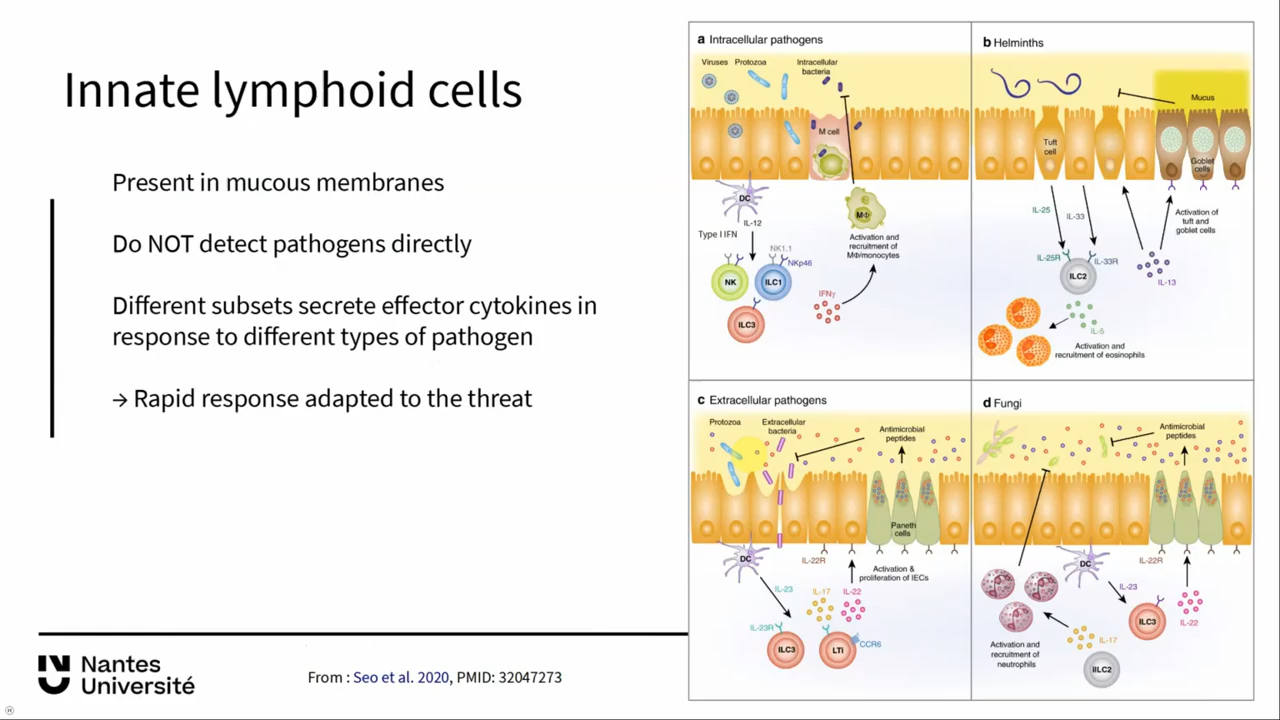 Innate lymphoid cells
Present in mucous membranes
Do NOT detect pathogens directly
Different subsets secrete effector cytokines in
response to different types of pathogen
→ Rapid response adapted to the threat
Nantes
Université
From : Seo et al. 2020, PMID: 32047273
a Intracellular pathogens
Viruses Protozoa Intracellular
bacteria
M cell
DC
IL-12
Type I IFN
NK1.1
NKp46
NK
ILC1
ILC3
MΦ
Activation and
recruitment of
MΦ/monocytes
IFNγ
b Helminths
Mucus
Tuft
cell
Goblet
cells
IL-25
IL-33
Activation of
tuft and
goblet cells
IL-25R
IL-33R
ILC2
IL-13
IL-5
Activation and
recruitment of eosinophils
c Extracellular pathogens
Protozoa
Extracellular
bacteria
Antimicrobial
peptides
Paneth
cells
DC
IL-22R
Activation &
proliferation of IECs
IL-23
IL-17
IL-22
IL-23R
CCR6
ILC3
LTi
d Fungi
Antimicrobial
peptides
DC
IL-22R
IL-23
ILC3
IL-22
Activation and
recruitment of
neutrophils
IL-17
IILC2